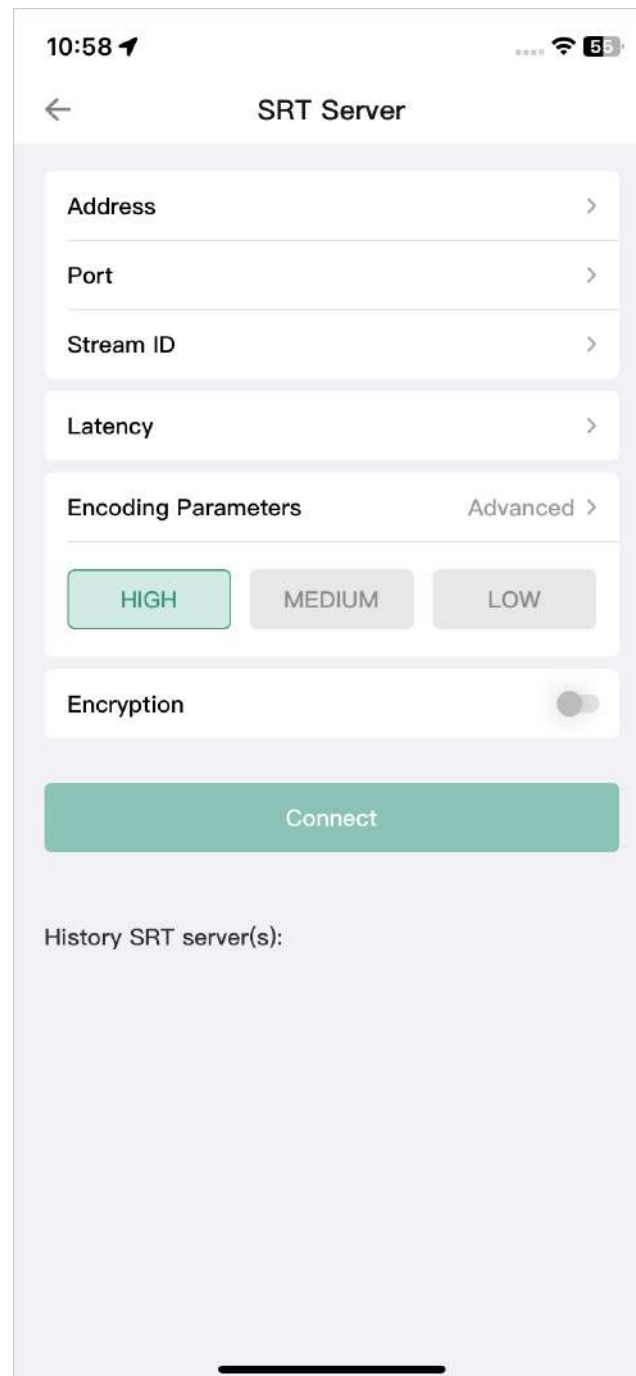 10:58
55
SRT Server
Address
Port
Stream ID
Latency
Encoding Parameters Advanced
HIGH MEDIUM LOW
Encryption
Connect
History SRT server(s):